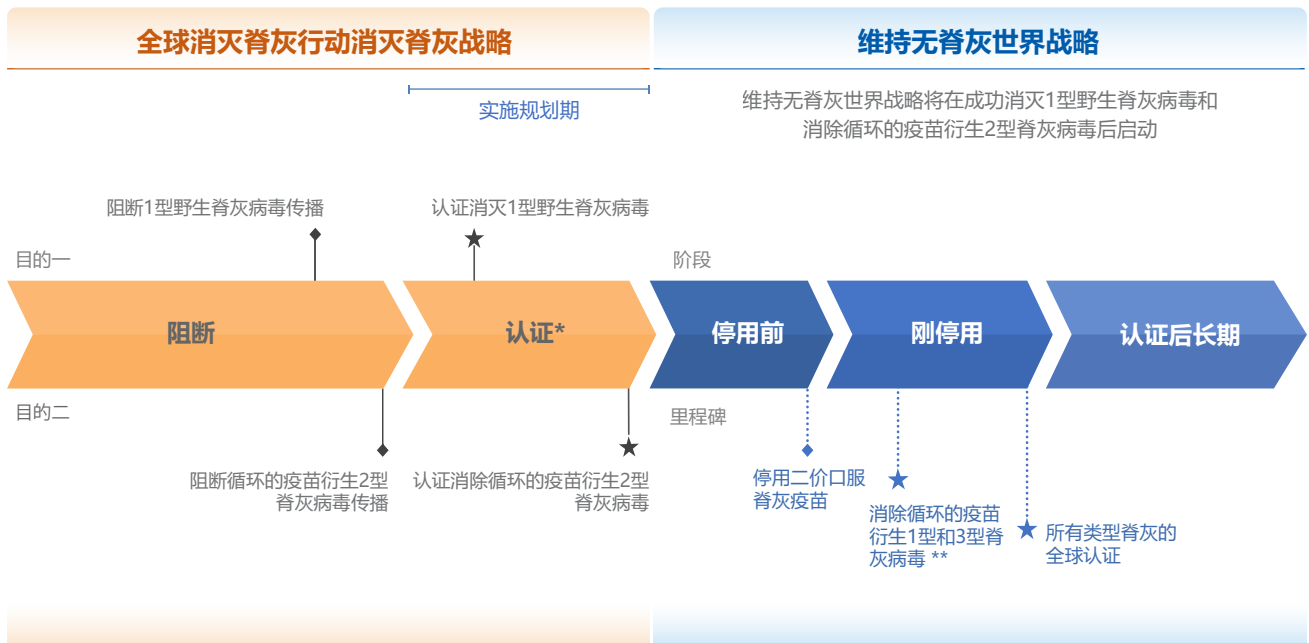 全球消灭脊灰行动消灭脊灰战略
维持无脊灰世界战略
实施规划期
维持无脊灰世界战略将在成功消灭1型野生脊灰病毒和
消除循环的疫苗衍生2型脊灰病毒后启动
阻断1型野生脊灰病毒传播
认证消灭1型野生脊灰病毒
目的一
阶段
阻断
认证*
停用前
刚停用
认证后长期
目的二
里程碑
阻断循环的疫苗衍生2型
脊灰病毒传播
认证消除循环的疫苗衍生2型
脊灰病毒
停用二价口服
脊灰疫苗
消除循环的疫苗
衍生1型和3型脊
灰病毒 **
所有类型脊灰的
全球认证